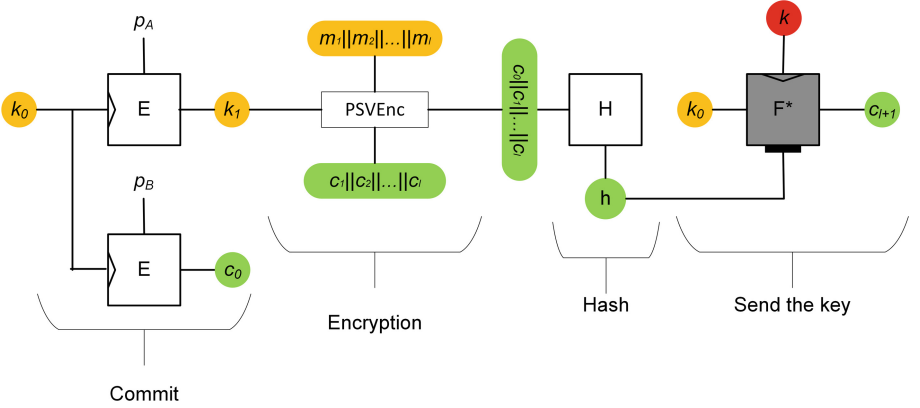 p_A
k_0
E
k_1
m_1||m_2||...||m_l
PSVEnc
c_1||c_2||...||c_l
c_0||c_1||...||c_l
H
h
k
k_0
F*
c_{l+1}
p_B
E
c_0
Commit
Encryption
Hash
Send the key